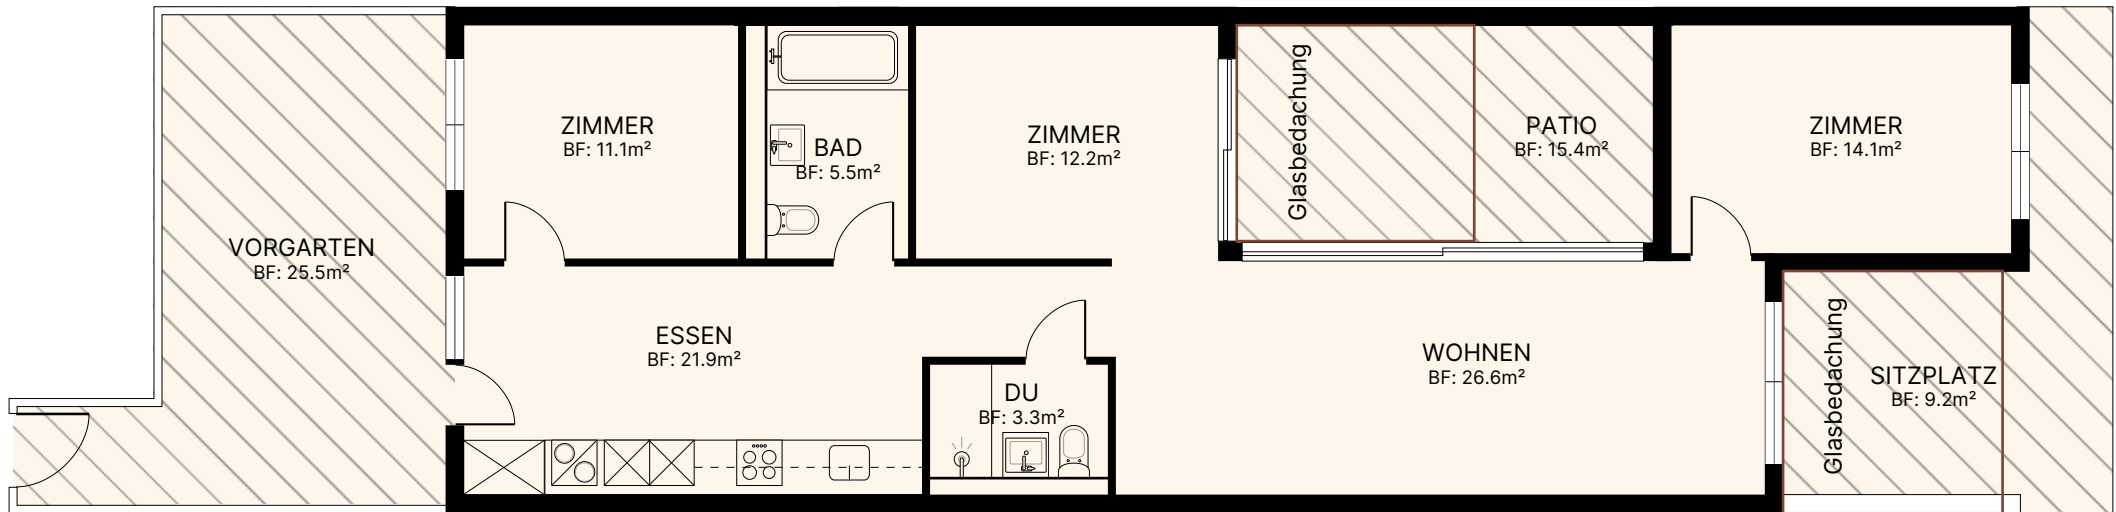 VORGARTEN
BF: 25.5m²
ZIMMER
BF: 11.1m²
BAD
BF: 5.5m²
ZIMMER
BF: 12.2m²
Glasbedachung
PATIO
BF: 15.4m²
ZIMMER
BF: 14.1m²
ESSEN
BF: 21.9m²
DU
BF: 3.3m²
WOHNEN
BF: 26.6m²
Glasbedachung
SITZPLATZ
BF: 9.2m²